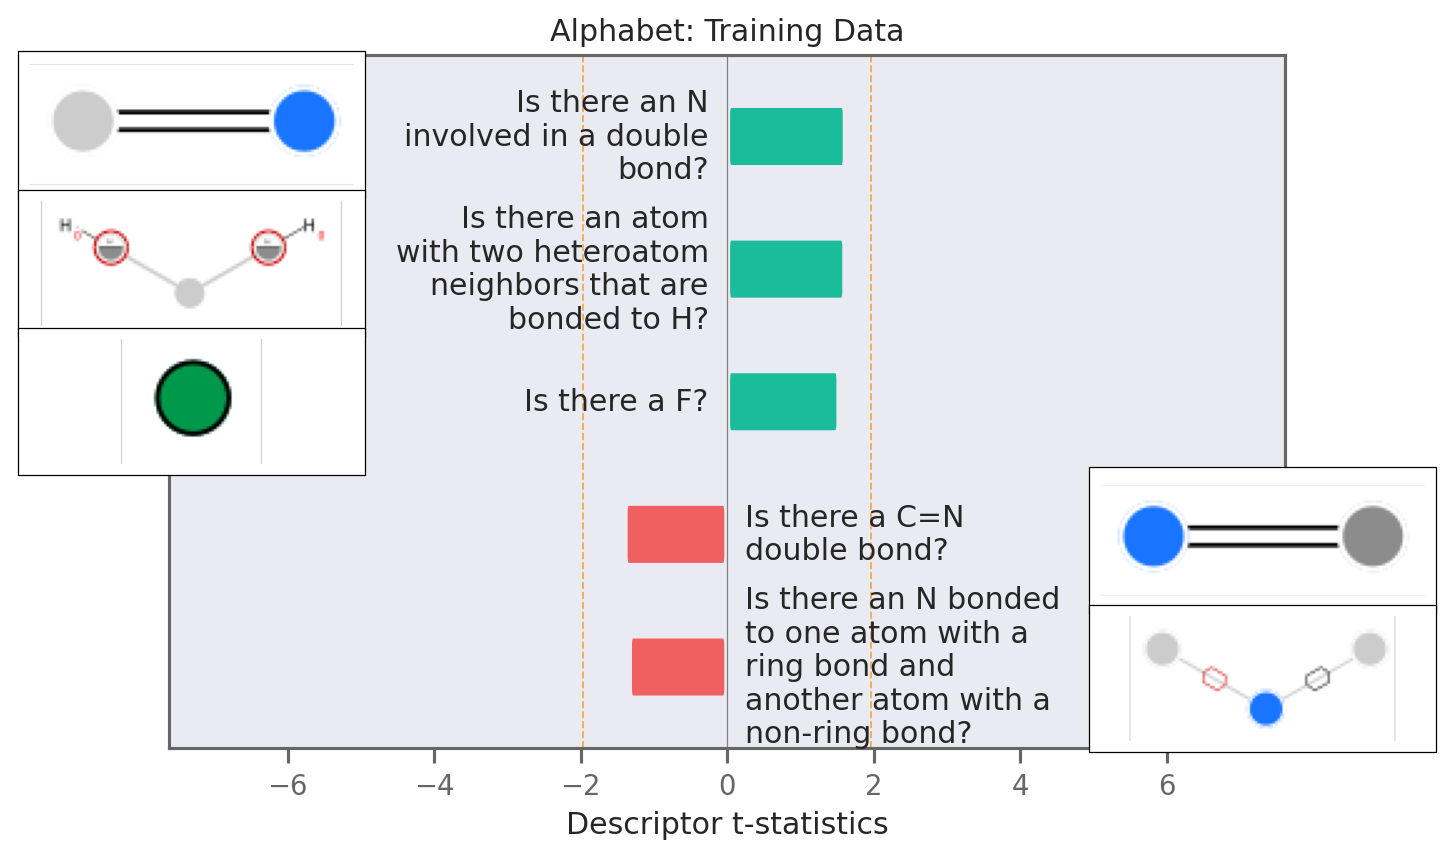 Alphabet: Training Data
Is there an N
involved in a double
bond?
Is there an atom
with two heteroatom
neighbors that are
bonded to H?
H
H
Is there a F?
Is there a C=N
double bond?
Is there an N bonded
to one atom with a
ring bond and
another atom with a
non-ring bond?
−6 −4 −2 0 2 4 6
Descriptor t-statistics